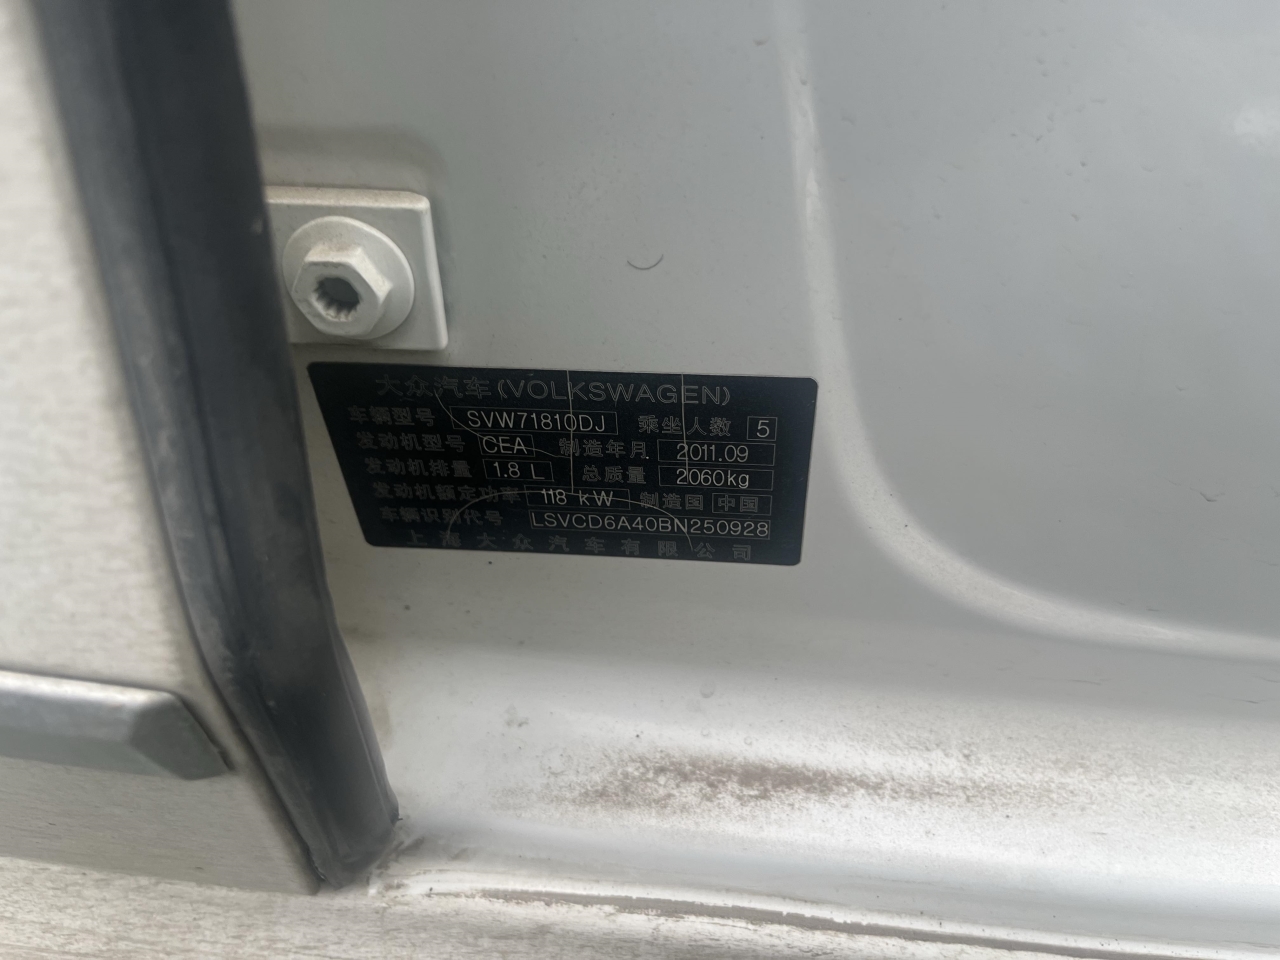 大众汽车(VOLKSWAGEN)
车辆型号 SVW71810DJ 乘坐人数 5
发动机型号 CEA 制造年月 2011.09
发动机排量 1.8 L 总质量 2060kg
发动机额定功率 118 kW 制造国 中国
车辆识别代号 LSVCD6A40BN250928
上海大众汽车有限公司